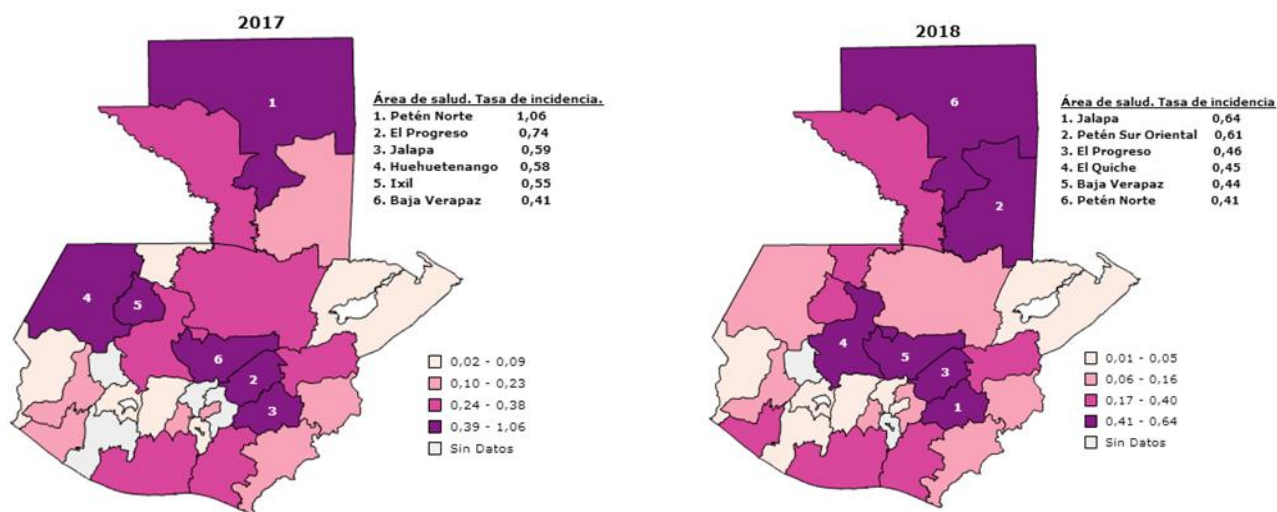 2017
1
4
5
6
2
3
Área de salud. Tasa de incidencia.
1. Petén Norte 1,06
2. El Progreso 0,74
3. Jalapa 0,59
4. Huehuetenango 0,58
5. Ixil 0,55
6. Baja Verapaz 0,41
0,02 - 0,09
0,10 - 0,23
0,24 - 0,38
0,39 - 1,06
Sin Datos
2018
6
2
4
5
3
1
Área de salud. Tasa de incidencia
1. Jalapa 0,64
2. Petén Sur Oriental 0,61
3. El Progreso 0,46
4. El Quiche 0,45
5. Baja Verapaz 0,44
6. Petén Norte 0,41
0,01 - 0,05
0,06 - 0,16
0,17 - 0,40
0,41 - 0,64
Sin Datos